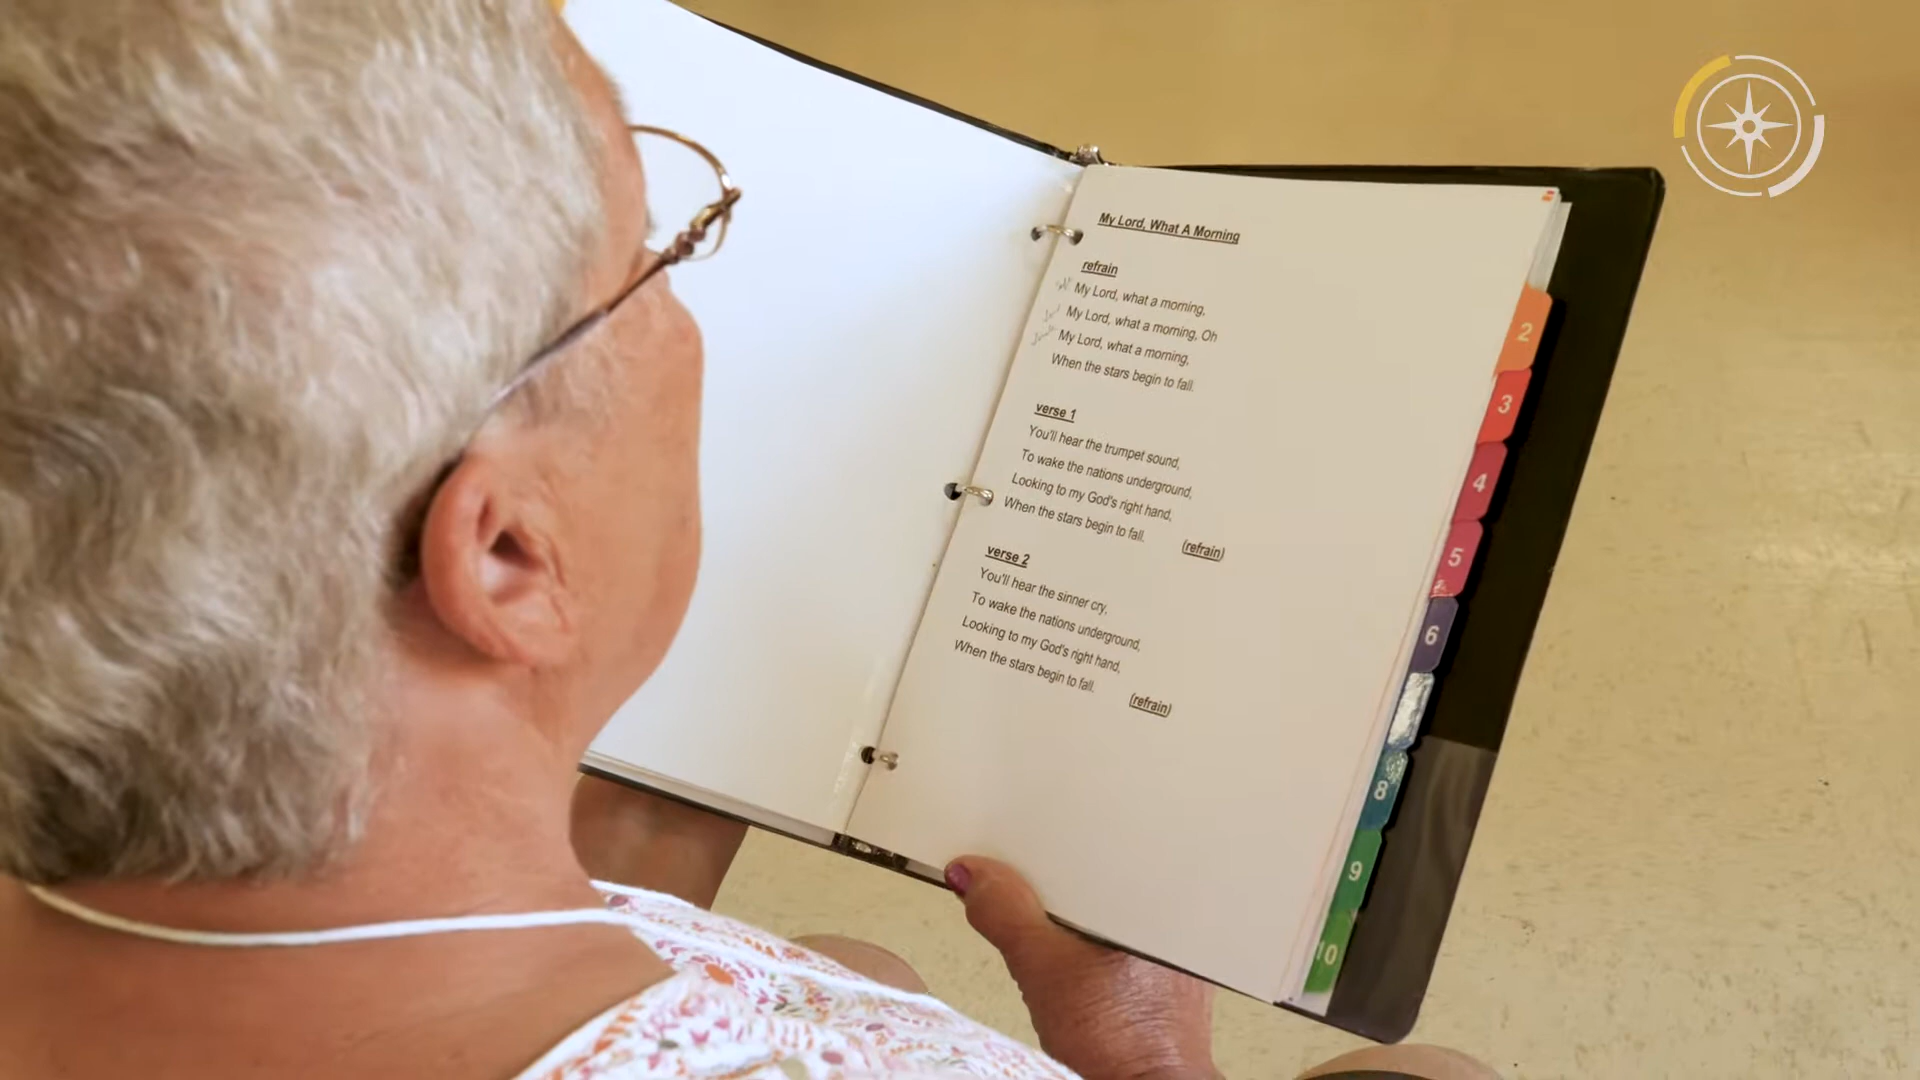 My Lord, What A Morning
refrain
My Lord, what a morning,
My Lord, what a morning, Oh
My Lord, what a morning,
When the stars begin to fall.
verse 1
You'll hear the trumpet sound,
To wake the nations underground,
Looking to my God's right hand,
When the stars begin to fall.
(refrain)
verse 2
You'll hear the sinner cry,
To wake the nations underground,
Looking to my God's right hand,
When the stars begin to fall.
(refrain)
2
3
4
5
6
8
9
10